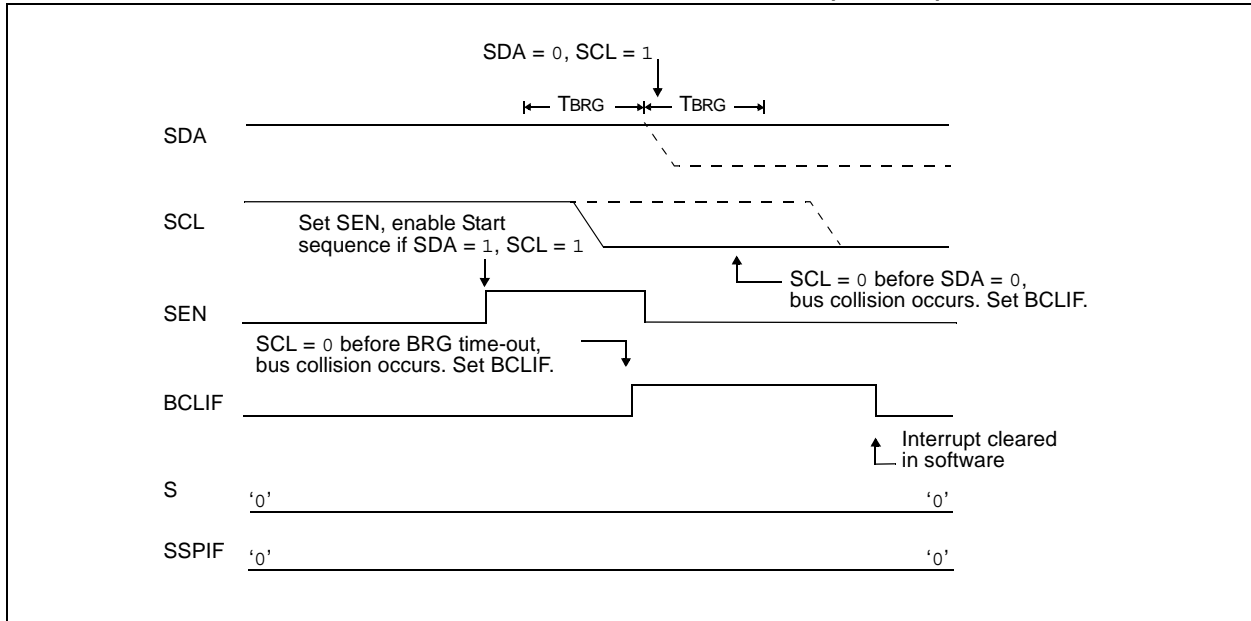 SDA = 0, SCL = 1
TBRG TBRG
SDA
SCL
Set SEN, enable Start
sequence if SDA = 1, SCL = 1
SCL = 0 before SDA = 0,
bus collision occurs. Set BCLIF.
SEN
SCL = 0 before BRG time-out,
bus collision occurs. Set BCLIF.
BCLIF
Interrupt cleared
in software
S
‘0’ ‘0’
SSPIF
‘0’ ‘0’